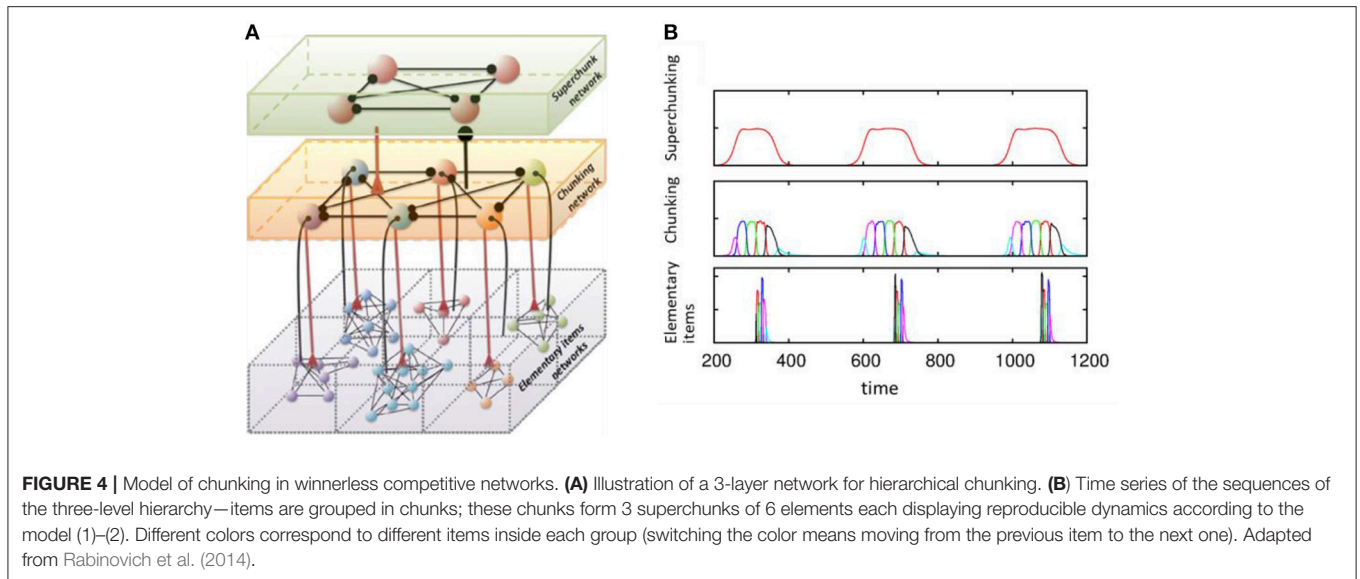 A
B
Superchunk
network
Chunking
network
Elementary items
networks
Superchunking
Chunking
Elementary
items
200 400 600 800 1000 1200
time
FIGURE 4 | Model of chunking in winnerless competitive networks. (A) Illustration of a 3-layer network for hierarchical chunking. (B) Time series of the sequences of
the three-level hierarchy—items are grouped in chunks; these chunks form 3 superchunks of 6 elements each displaying reproducible dynamics according to the
model (1)–(2). Different colors correspond to different items inside each group (switching the color means moving from the previous item to the next one). Adapted
from Rabinovich et al. (2014).